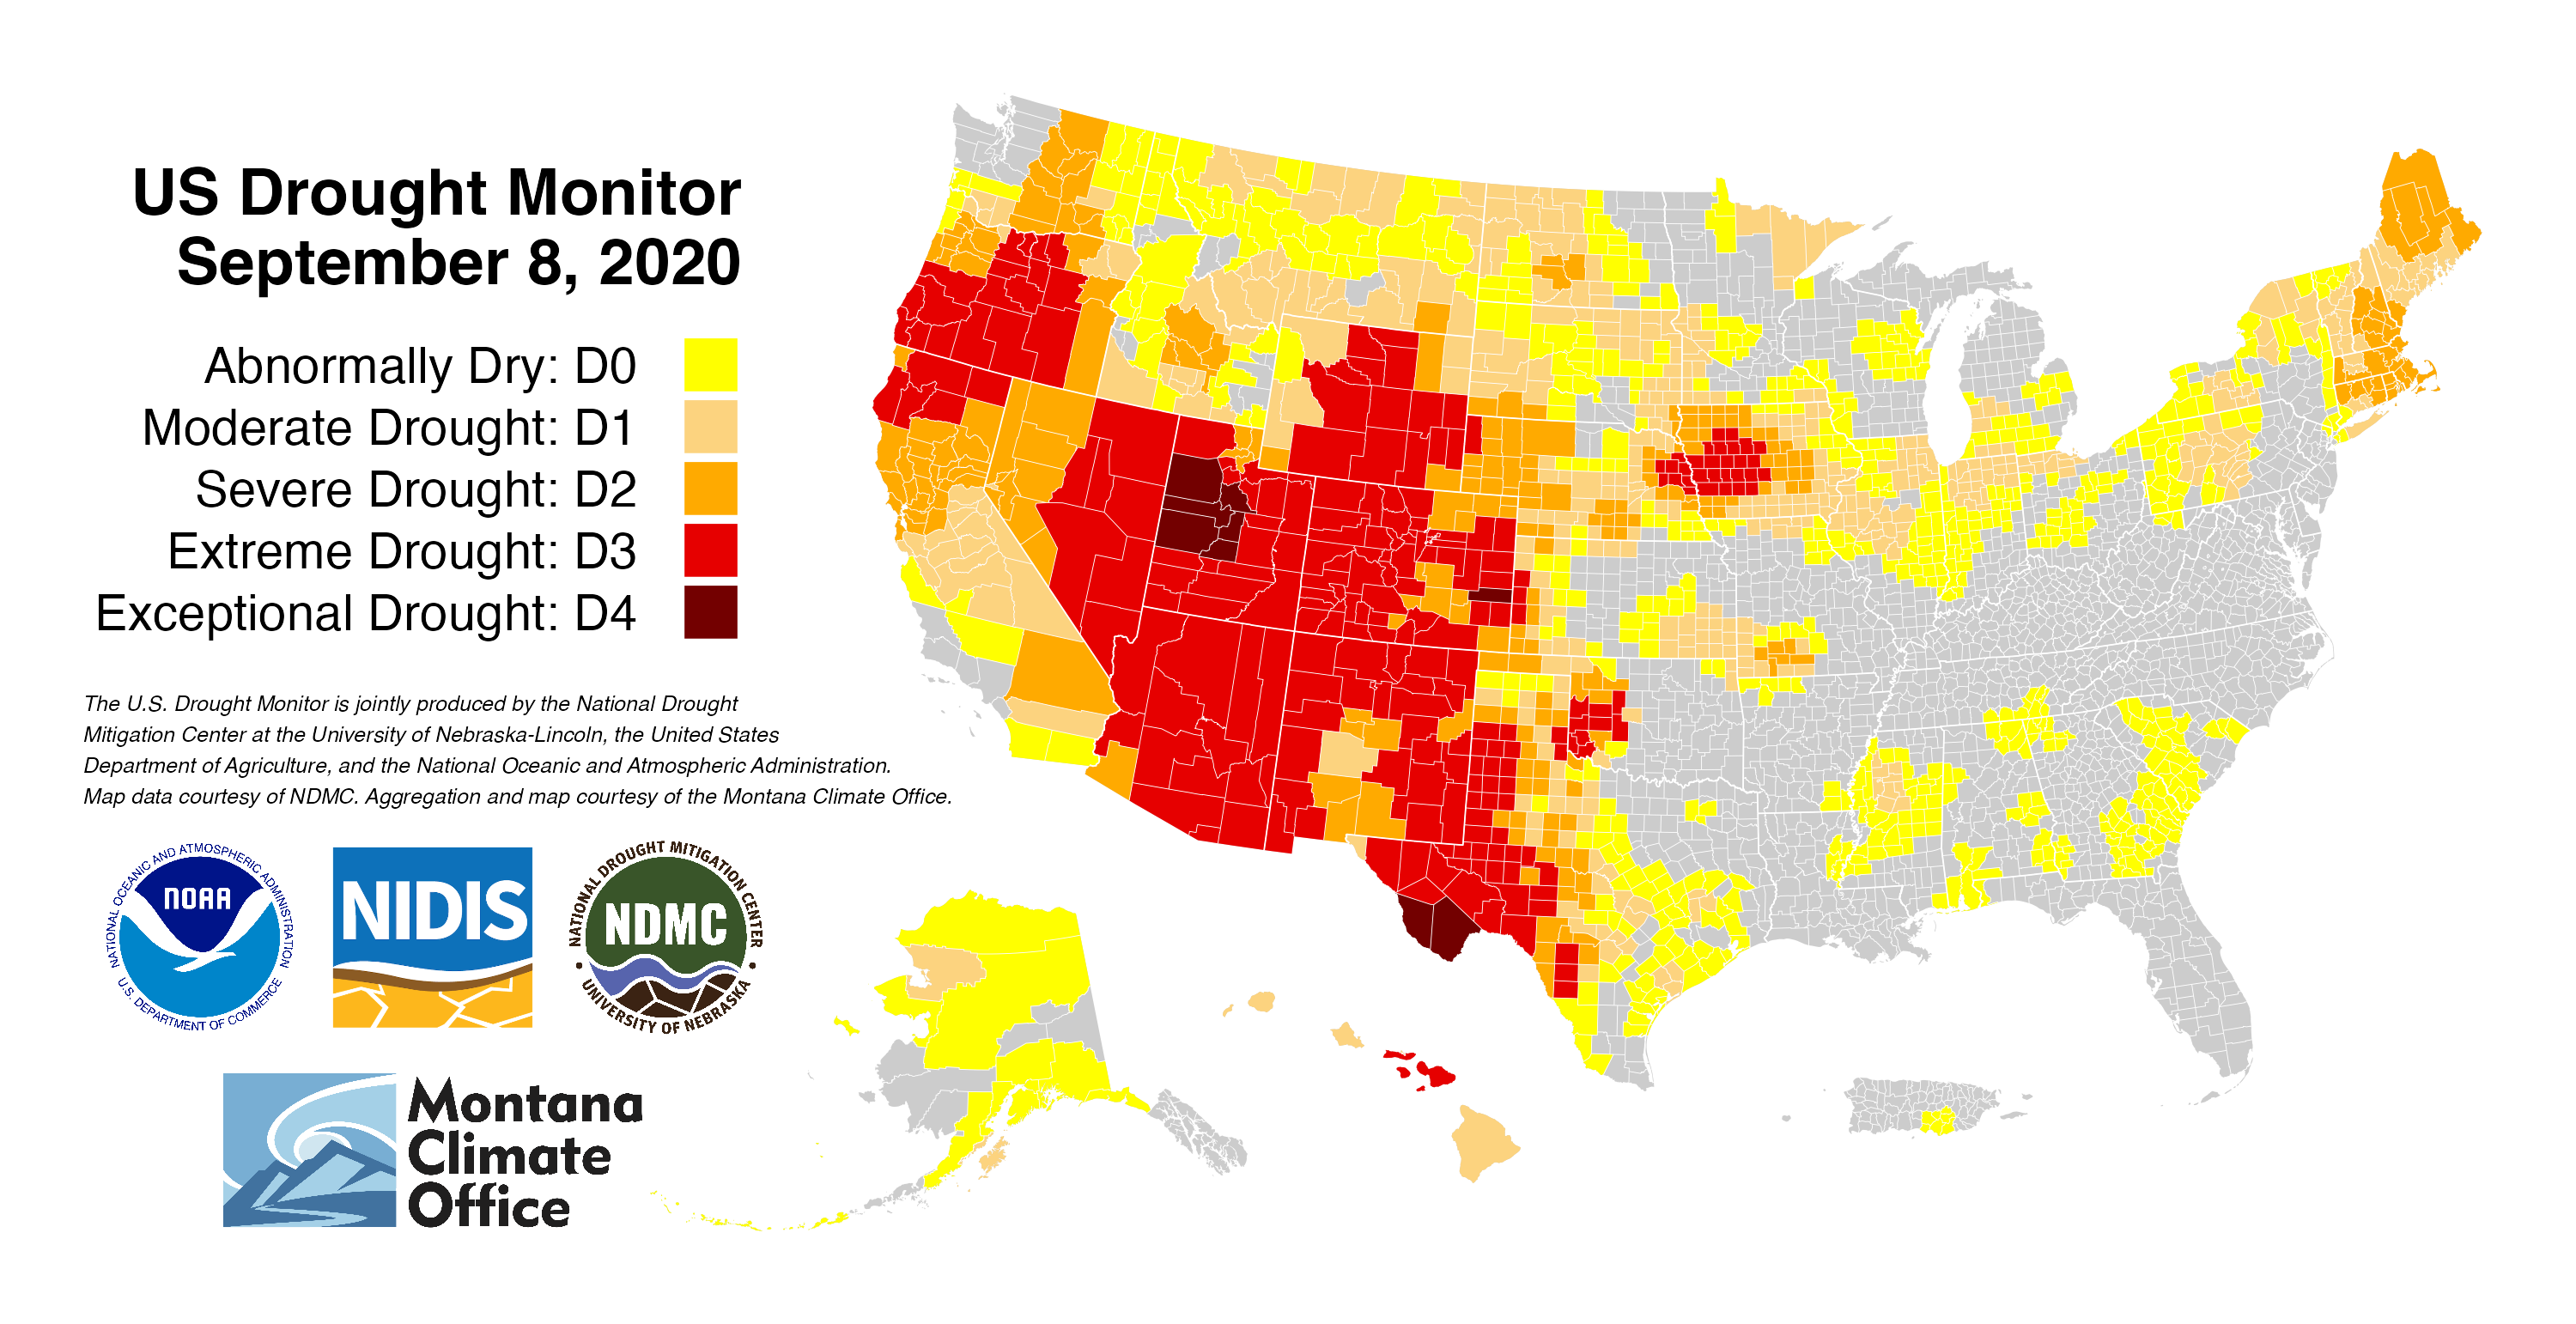 US Drought Monitor
September 8, 2020
Abnormally Dry: D0
Moderate Drought: D1
Severe Drought: D2
Extreme Drought: D3
Exceptional Drought: D4
The U.S. Drought Monitor is jointly produced by the National Drought
Mitigation Center at the University of Nebraska-Lincoln, the United States
Department of Agriculture, and the National Oceanic and Atmospheric Administration.
Map data courtesy of NDMC. Aggregation and map courtesy of the Montana Climate Office.
NATIONAL OCEANIC AND ATMOSPHERIC ADMINISTRATION
NOAA
U.S. DEPARTMENT OF COMMERCE
NIDIS
NATIONAL DROUGHT MITIGATION CENTER
NDMC
UNIVERSITY OF NEBRASKA
Montana
Climate
Office